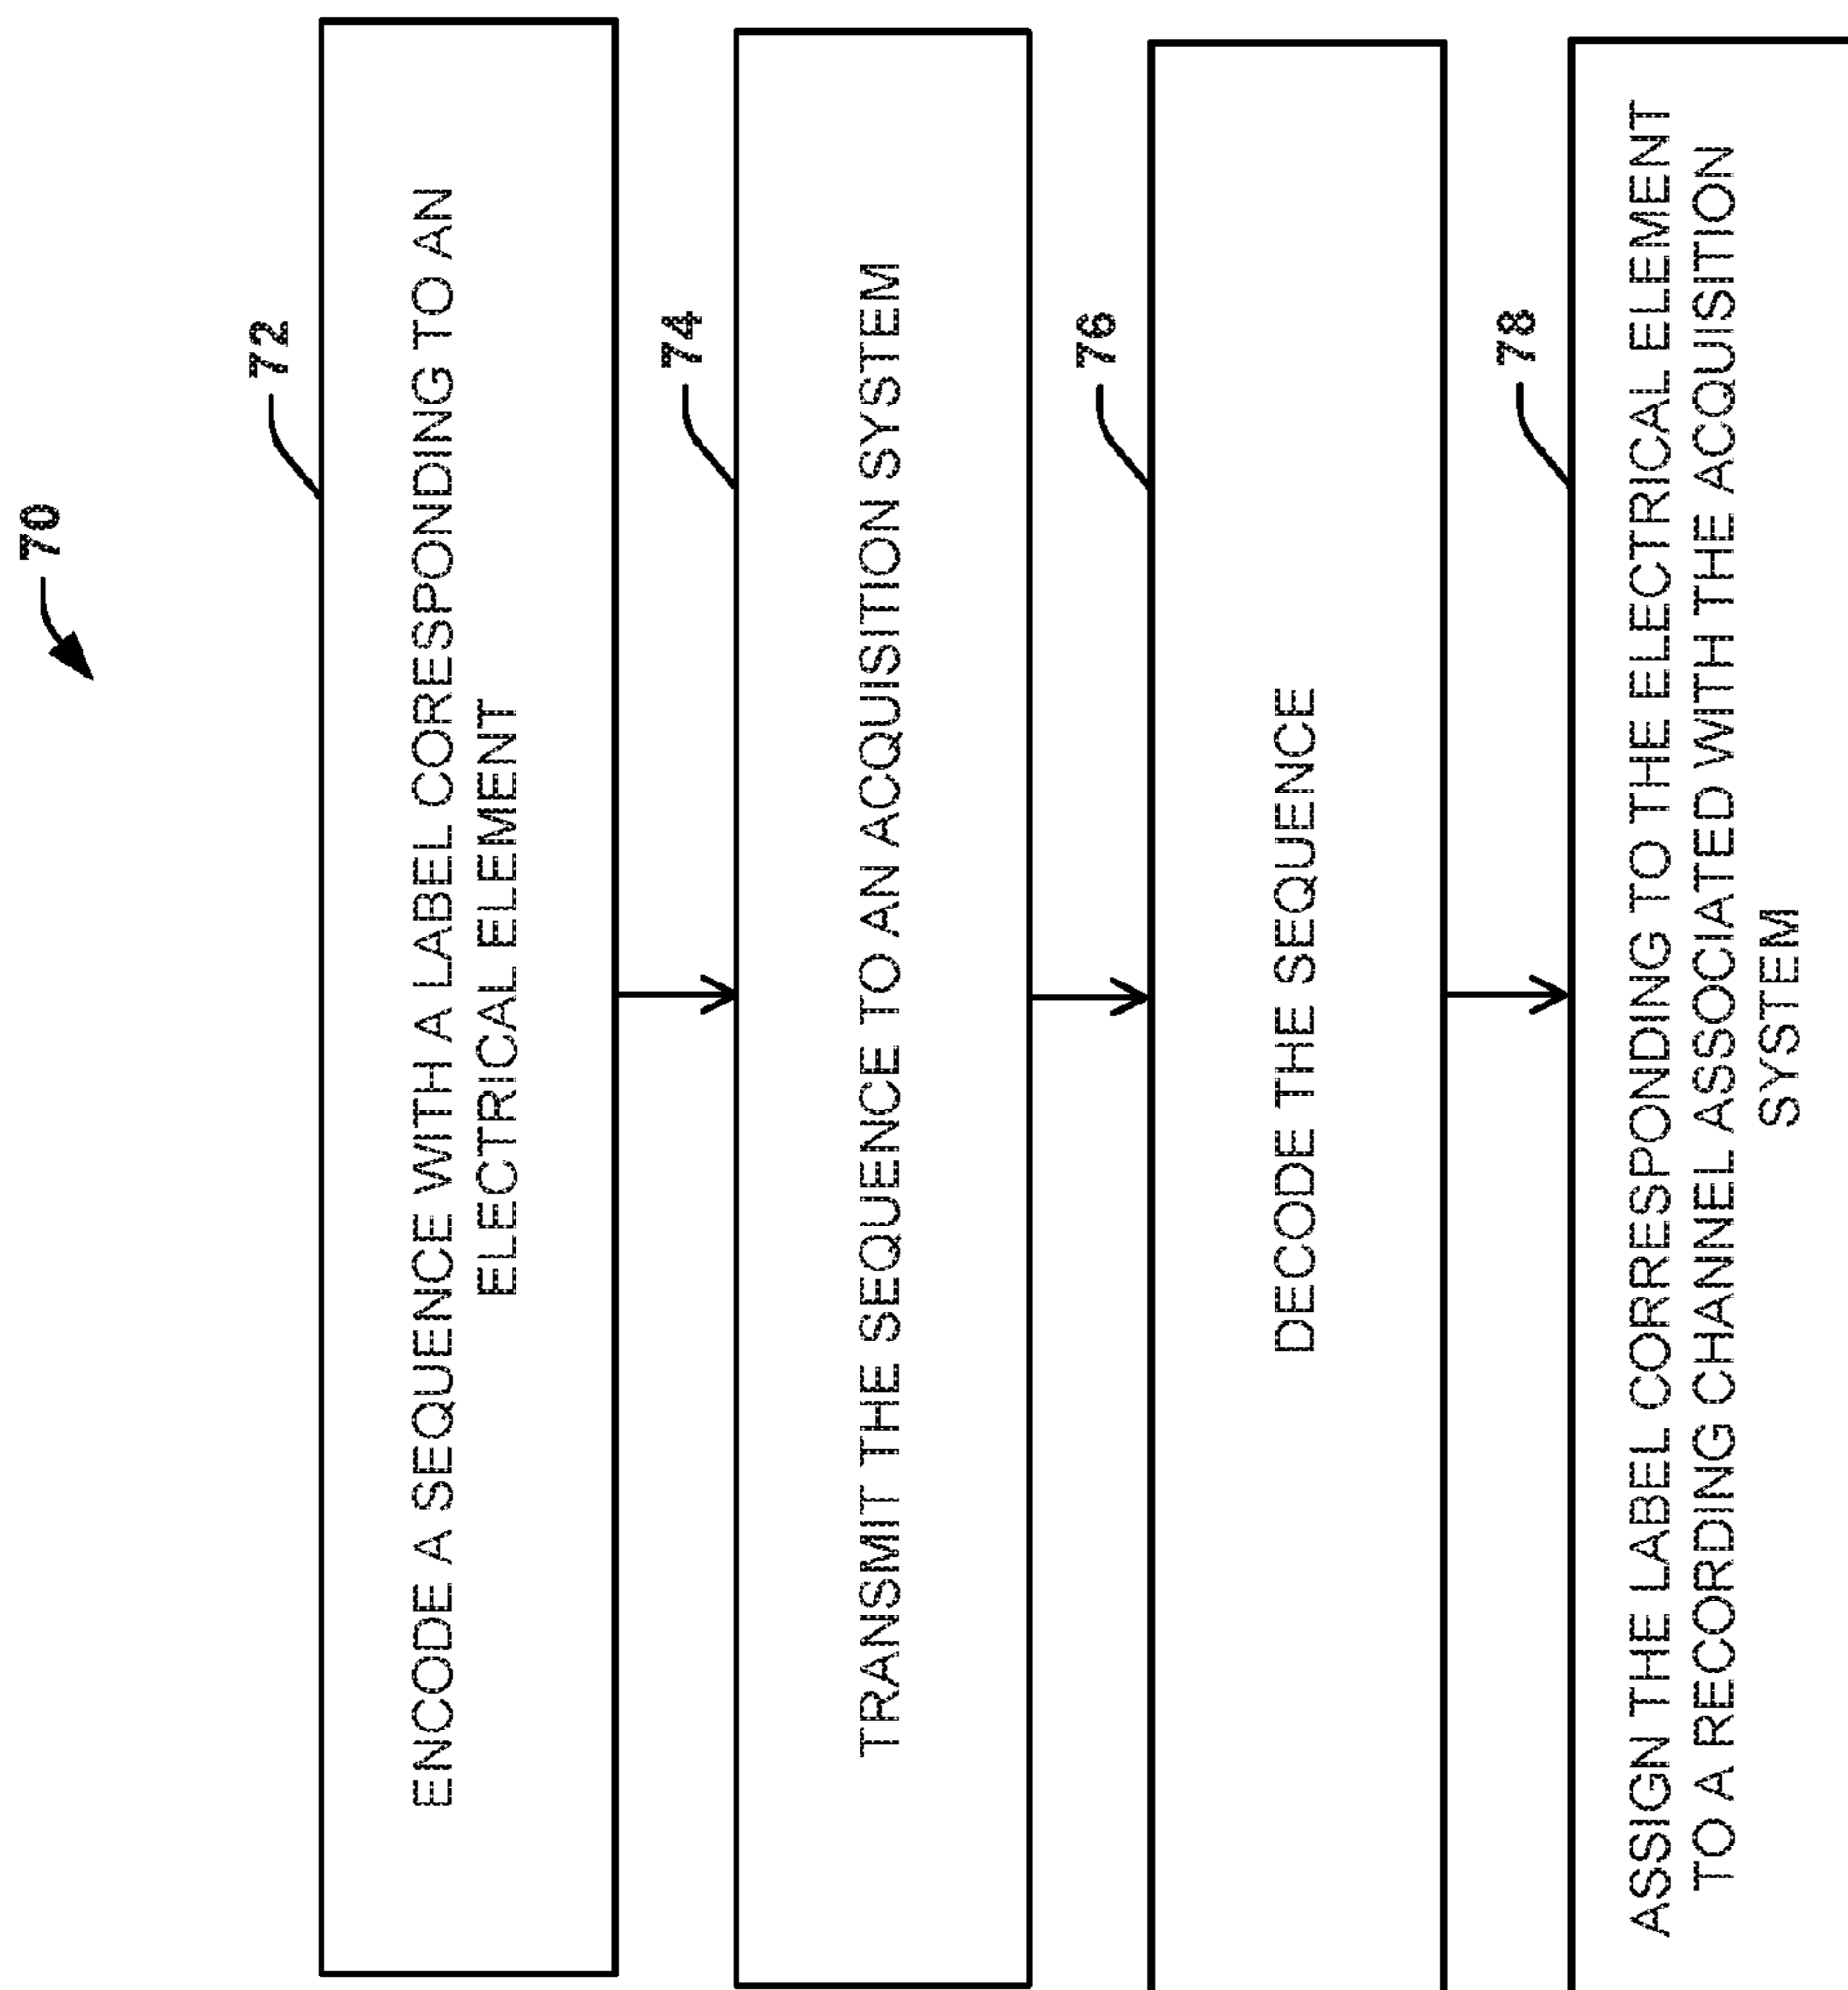 70
72
ENCODE A SEQUENCE WITH A LABEL CORESPONDING TO AN
ELECTRICAL ELEMENT
74
TRANSMIT THE SEQUENCE TO AN ACQUISITION SYSTEM
76
DECODE THE SEQUENCE
78
ASSIGN THE LABEL CORRESPONDING TO THE ELECTRICAL ELEMENT
TO A RECORDING CHANNEL ASSOCIATED WITH THE ACQUISITION
SYSTEM